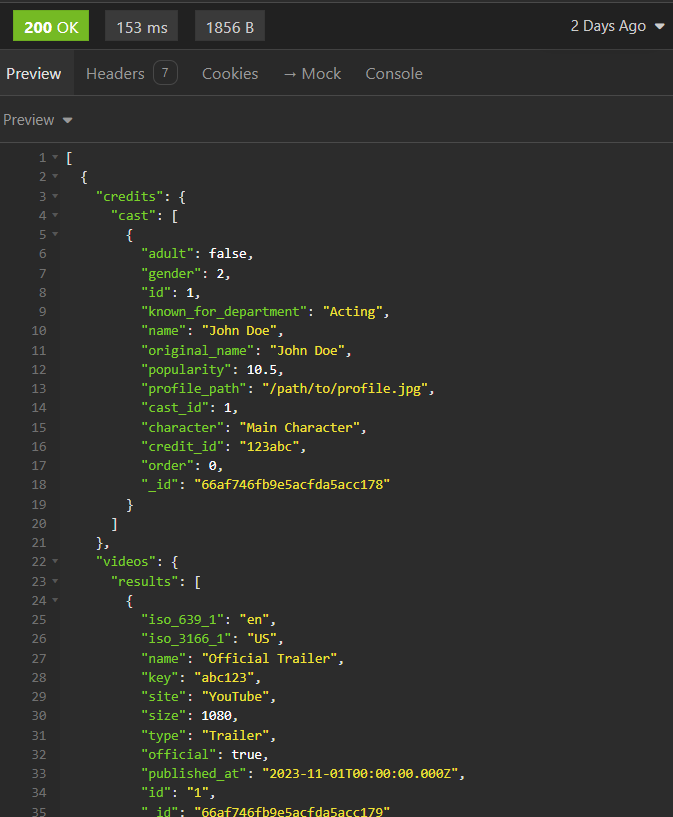 200 OK 153 ms 1856 B 2 Days Ago
Preview Headers 7 Cookies → Mock Console
Preview
1 [
2 {
3 "credits": {
4 "cast": [
5 {
6 "adult": false,
7 "gender": 2,
8 "id": 1,
9 "known_for_department": "Acting",
10 "name": "John Doe",
11 "original_name": "John Doe",
12 "popularity": 10.5,
13 "profile_path": "/path/to/profile.jpg",
14 "cast_id": 1,
15 "character": "Main Character",
16 "credit_id": "123abc",
17 "order": 0,
18 "_id": "66af746fb9e5acfda5acc178"
19 }
20 ]
21 },
22 "videos": {
23 "results": [
24 {
25 "iso_639_1": "en",
26 "iso_3166_1": "US",
27 "name": "Official Trailer",
28 "key": "abc123",
29 "site": "YouTube",
30 "size": 1080,
31 "type": "Trailer",
32 "official": true,
33 "published_at": "2023-11-01T00:00:00.000Z",
34 "id": "1",
35 "_id": "66af746fb9e5acfda5acc179"